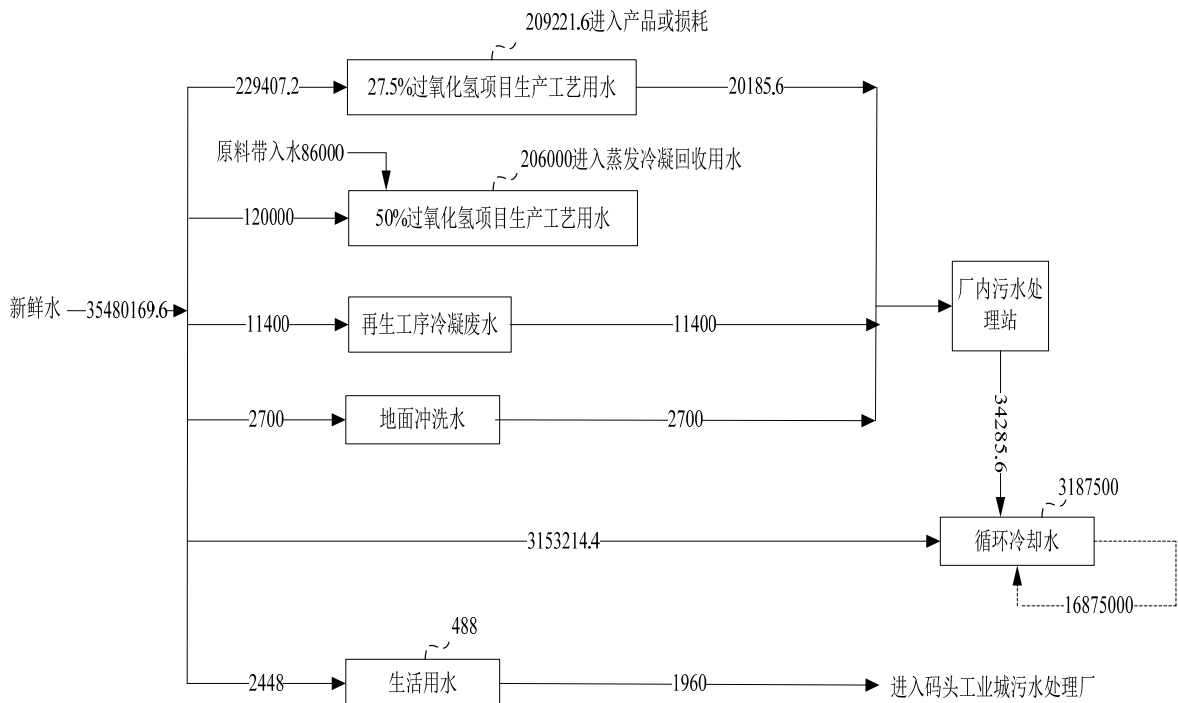 209221.6进入产品或损耗
229407.2
27.5%过氧化氢项目生产工艺用水
20185.6
原料带入水86000
206000进入蒸发冷凝回收用水
120000
50%过氧化氢项目生产工艺用水
新鲜水
35480169.6
11400
再生工序冷凝废水
11400
厂内污水处
理站
2700
地面冲洗水
2700
34285.6
3187500
3153214.4
循环冷却水
16875000
488
2448
生活用水
1960
进入码头工业城污水处理厂